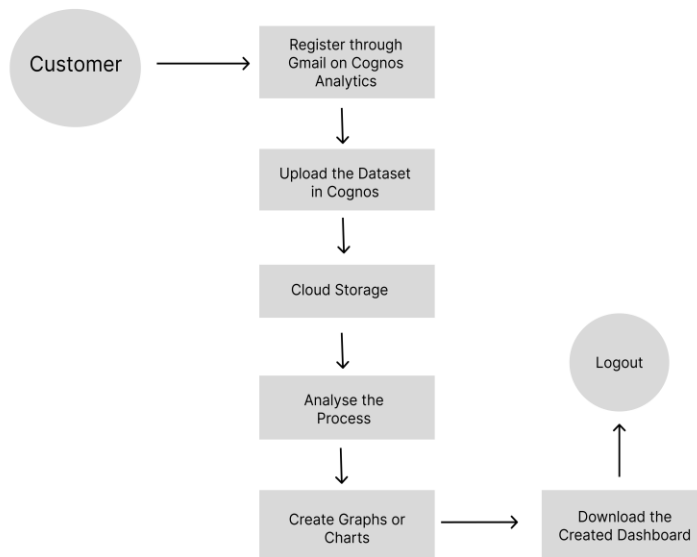 Customer
Register through
Gmail on Cognos
Analytics
Upload the Dataset
in Cognos
Cloud Storage
Analyse the
Process
Create Graphs or
Charts
Download the
Created Dashboard
Logout